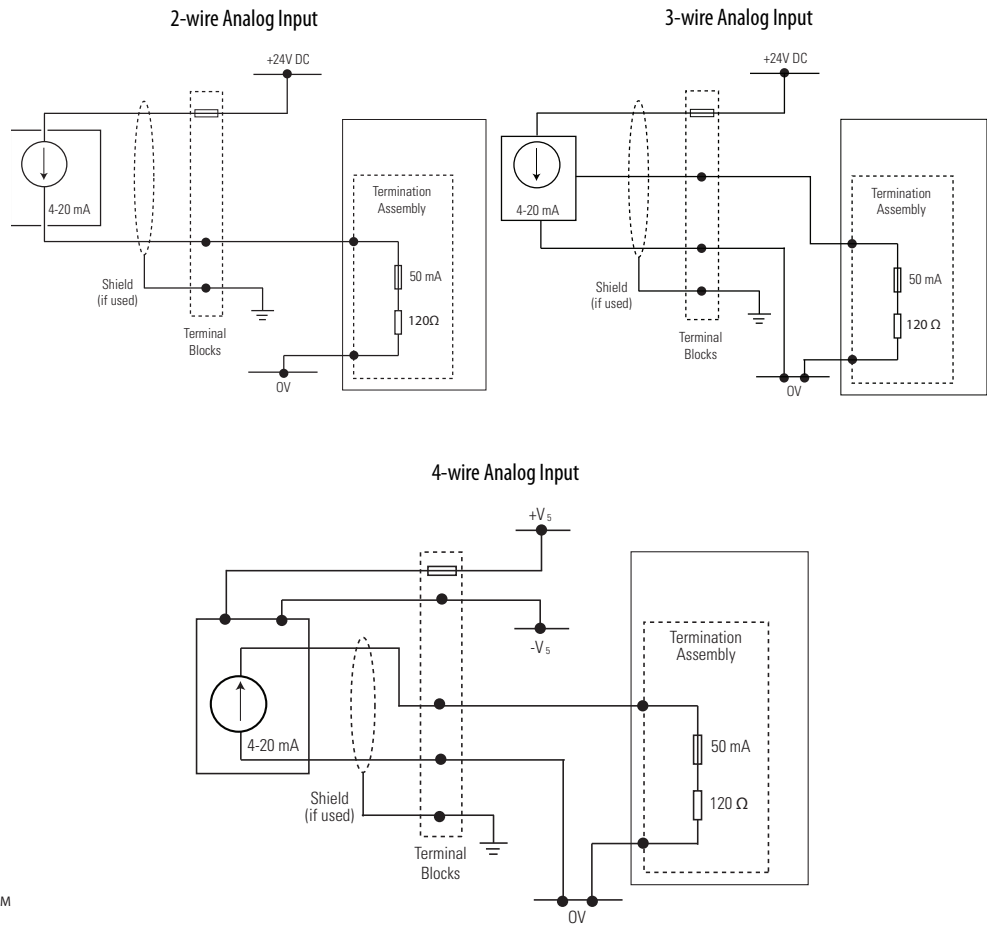 2-wire Analog Input
+24V DC
4-20 mA
Shield
(if used)
Terminal
Blocks
Termination
Assembly
50 mA
120Ω
0V
3-wire Analog Input
+24V DC
4-20 mA
Shield
(if used)
Terminal
Blocks
Termination
Assembly
50 mA
120 Ω
0V
4-wire Analog Input
+V5
-V5
4-20 mA
Shield
(if used)
Terminal
Blocks
Termination
Assembly
50 mA
120 Ω
0V
M